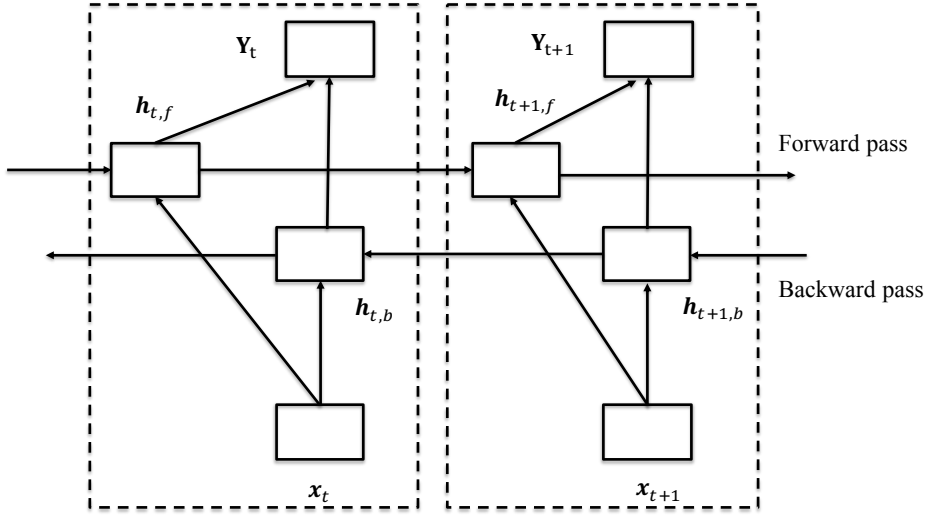 Y_t
Y_{t+1}
h_{t,f}
h_{t+1,f}
Forward pass
Backward pass
h_{t,b}
h_{t+1,b}
x_t
x_{t+1}